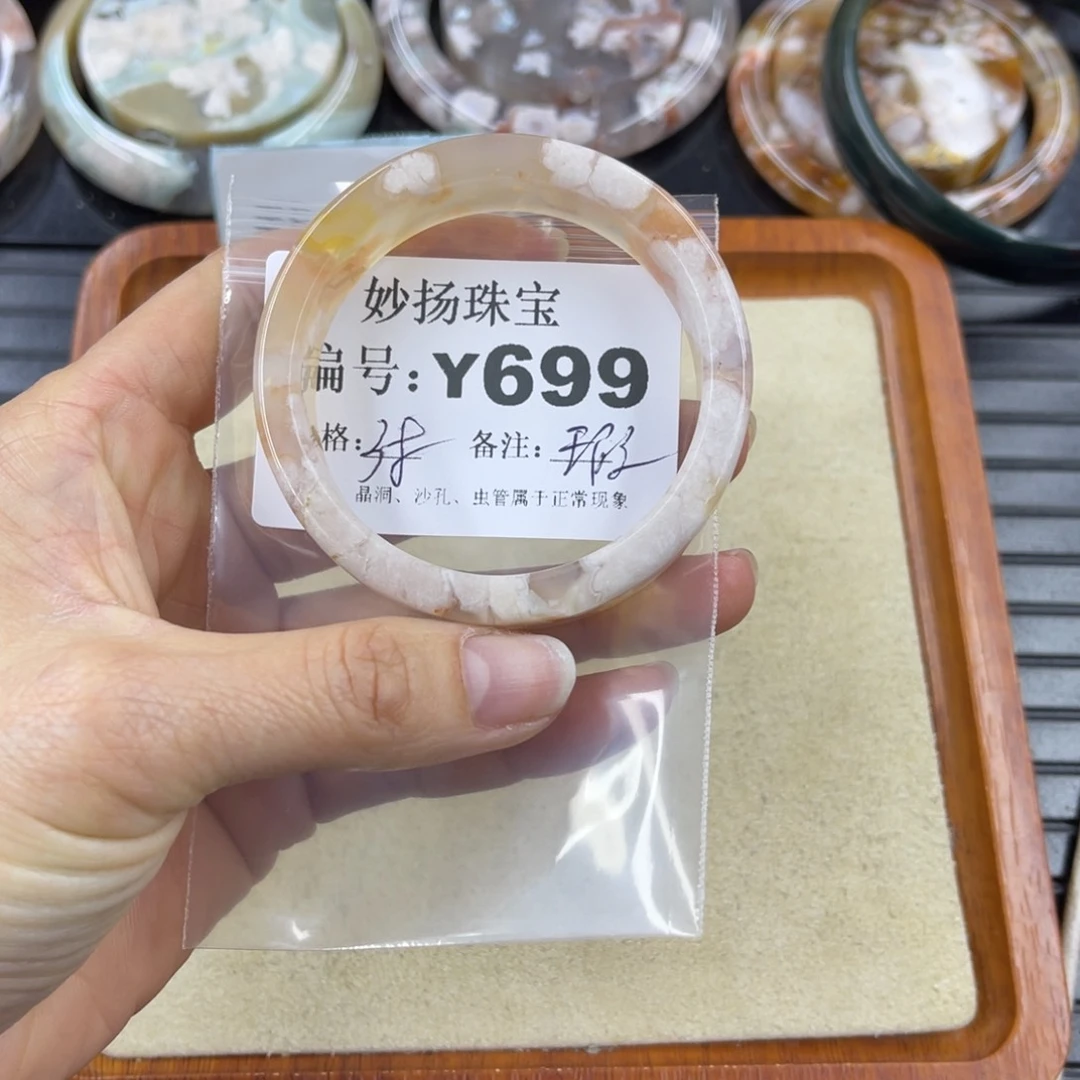 妙扬珠宝
编号: Y699
格: 备注:
晶洞、沙孔、虫管属于正常现象